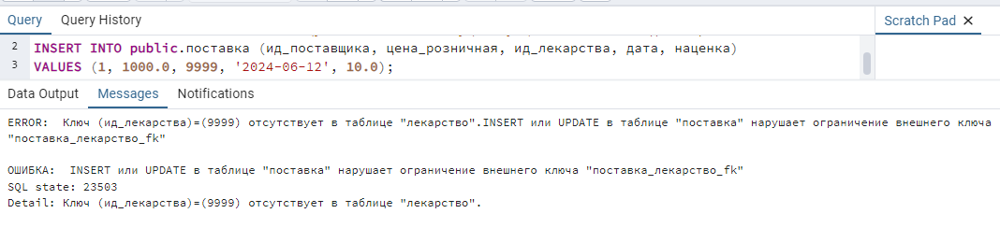 Query Query History Scratch Pad ✕
2 INSERT INTO public.поставка (ид_поставщика, цена_розничная, ид_лекарства, дата, наценка)
3 VALUES (1, 1000.0, 9999, '2024-06-12', 10.0);
Data Output Messages Notifications
ERROR:  Ключ (ид_лекарства)=(9999) отсутствует в таблице "лекарство".INSERT или UPDATE в таблице "поставка" нарушает ограничение внешнего ключа
"поставка_лекарство_fk"
ОШИБКА:  INSERT или UPDATE в таблице "поставка" нарушает ограничение внешнего ключа "поставка_лекарство_fk"
SQL state: 23503
Detail: Ключ (ид_лекарства)=(9999) отсутствует в таблице "лекарство".